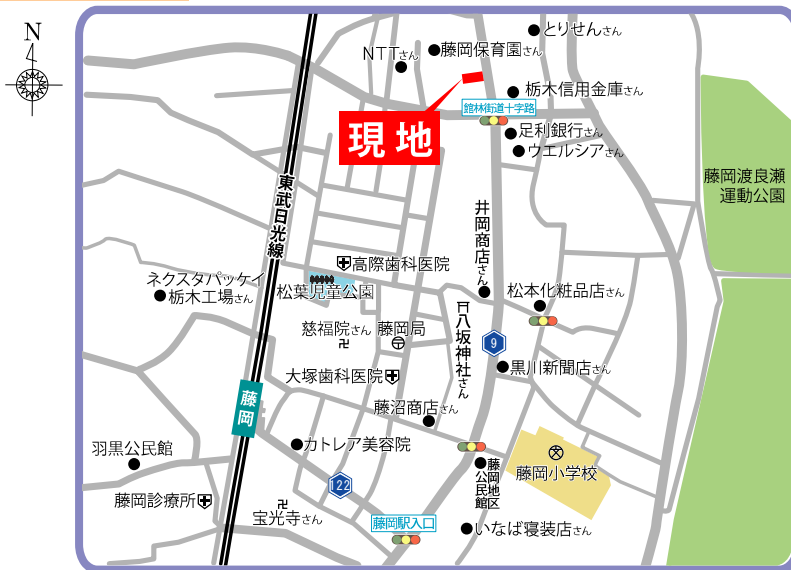 N
とりせんさん
NTTさん
藤岡保育園さん
栃木信用金庫さん
館林街道十字路
現地
足利銀行さん
ウエルシアさん
藤岡渡良瀬
運動公園
東武日光線
井岡商店さん
高際歯科医院
ネクスタパッケイ
栃木工場さん
松葉児童公園
松本化粧品店さん
八坂神社さん
慈福院さん
藤岡局
9
大塚歯科医院
黒川新聞店さん
藤岡
藤沼商店さん
羽黒公民館
カトレア美容院
藤岡地区
公民館
文
藤岡小学校
122
藤岡診療所
宝光寺さん
藤岡駅入口
いなば寝装店さん